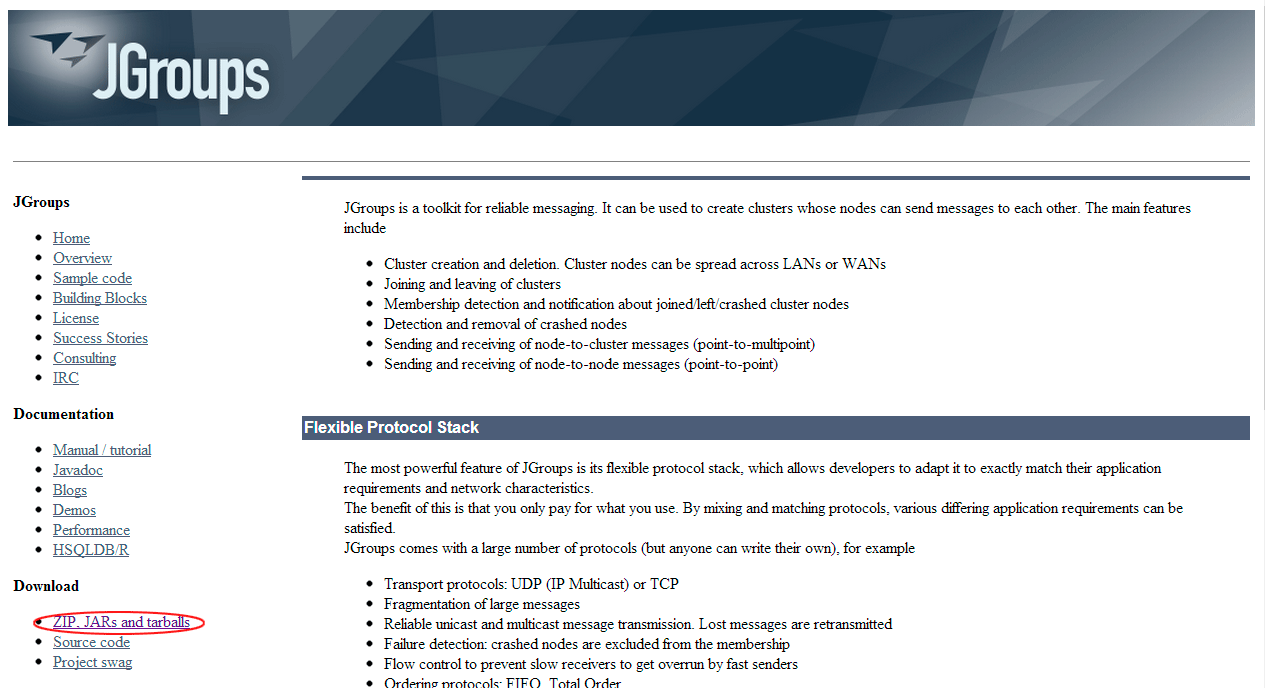 JGroups
JGroups
Home
Overview
Sample code
Building Blocks
License
Success Stories
Consulting
IRC
Documentation
Manual / tutorial
Javadoc
Blogs
Demos
Performance
HSQLDB/R
Download
ZIP, JARs and tarballs
Source code
Project swag
JGroups is a toolkit for reliable messaging. It can be used to create clusters whose nodes can send messages to each other. The main features
include
Cluster creation and deletion. Cluster nodes can be spread across LANs or WANs
Joining and leaving of clusters
Membership detection and notification about joined/left/crashed cluster nodes
Detection and removal of crashed nodes
Sending and receiving of node-to-cluster messages (point-to-multipoint)
Sending and receiving of node-to-node messages (point-to-point)
Flexible Protocol Stack
The most powerful feature of JGroups is its flexible protocol stack, which allows developers to adapt it to exactly match their application
requirements and network characteristics.
The benefit of this is that you only pay for what you use. By mixing and matching protocols, various differing application requirements can be
satisfied.
JGroups comes with a large number of protocols (but anyone can write their own), for example
Transport protocols: UDP (IP Multicast) or TCP
Fragmentation of large messages
Reliable unicast and multicast message transmission. Lost messages are retransmitted
Failure detection: crashed nodes are excluded from the membership
Flow control to prevent slow receivers to get overrun by fast senders
Ordering protocols: FIFO, Total Order